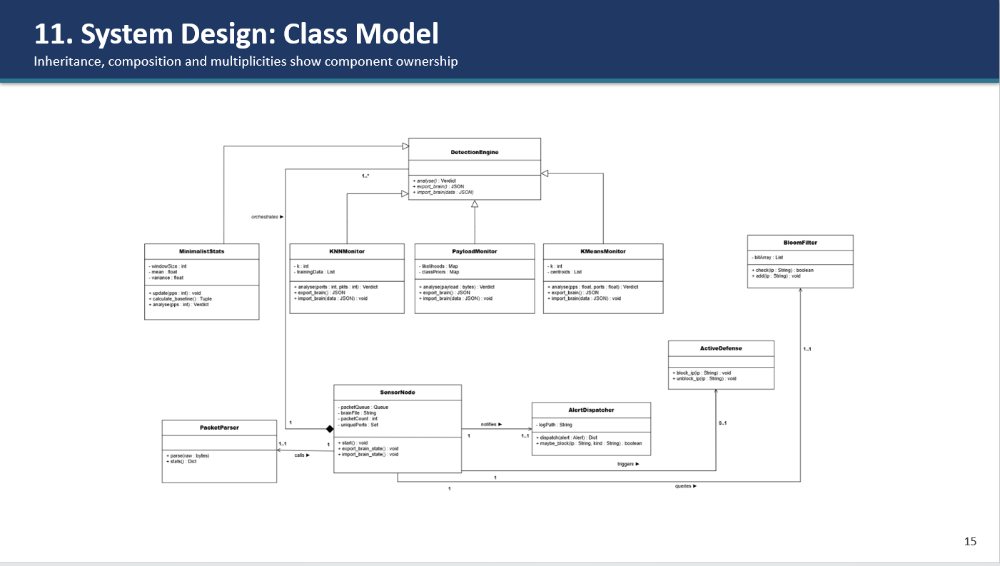 11. System Design: Class Model
Inheritance, composition and multiplicities show component ownership
DetectionEngine
+ analyse() : Verdict
+ export_brain() : JSON
+ import_brain(data : JSON)
1..*
orchestrates ►
MinimalistStats
- windowSize : int
- mean : float
- variance : float
+ update(pps : int) : void
+ calculate_baseline() : Tuple
+ analyse(pps : int) : Verdict
KNNMonitor
- k : int
- trainingData : List
+ analyse(ports : int, pkts : int) : Verdict
+ export_brain() : JSON
+ import_brain(data : JSON) : void
PayloadMonitor
- likelihoods : Map
- classPriors : Map
+ analyse(payload : bytes) : Verdict
+ export_brain() : JSON
+ import_brain(data : JSON) : void
KMeansMonitor
- k : int
- centroids : List
+ analyse(pps : float, ports : float) : Verdict
+ export_brain() : JSON
+ import_brain(data : JSON) : void
BloomFilter
- bitArray : List
+ check(ip : String) : boolean
+ add(ip : String) : void
1..1
ActiveDefense
+ block_ip(ip : String) : void
+ unblock_ip(ip : String) : void
0..1
SensorNode
- packetQueue : Queue
- brainFile : String
- packetCount : int
- uniquePorts : Set
+ start() : void
+ export_brain_state() : void
+ import_brain_state() : void
1
1
1..1
calls ►
PacketParser
+ parse(raw : bytes)
+ stats() : Dict
notifies ►
1
1..1
AlertDispatcher
- logPath : String
+ dispatch(alert : Alert) : Dict
+ maybe_block(ip : String, kind : String) : boolean
triggers ►
1
queries ►
1
15